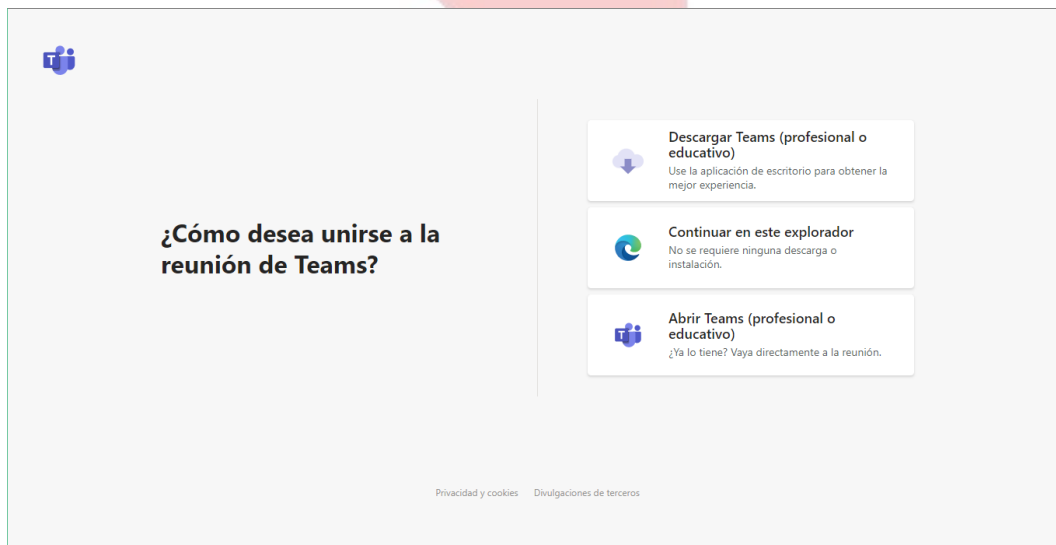 ¿Cómo desea unirse a la
reunión de Teams?
Descargar Teams (profesional o
educativo)
Use la aplicación de escritorio para obtener la
mejor experiencia.
Continuar en este explorador
No se requiere ninguna descarga o
instalación.
Abrir Teams (profesional o
educativo)
¿Ya lo tiene? Vaya directamente a la reunión.
Privacidad y cookies Divulgaciones de terceros